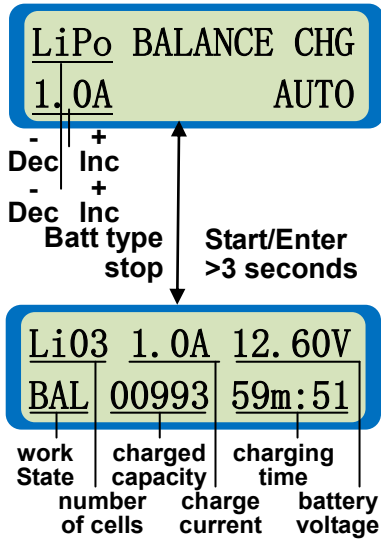 LiPo BALANCE CHG
1.0A AUTO
- +
Dec Inc
- +
Dec Inc
Batt type
stop
Start/Enter
>3 seconds
Li03 1.0A 12.60V
BAL 00993 59m:51
work charged charging
State capacity time
number charge battery
of cells current voltage